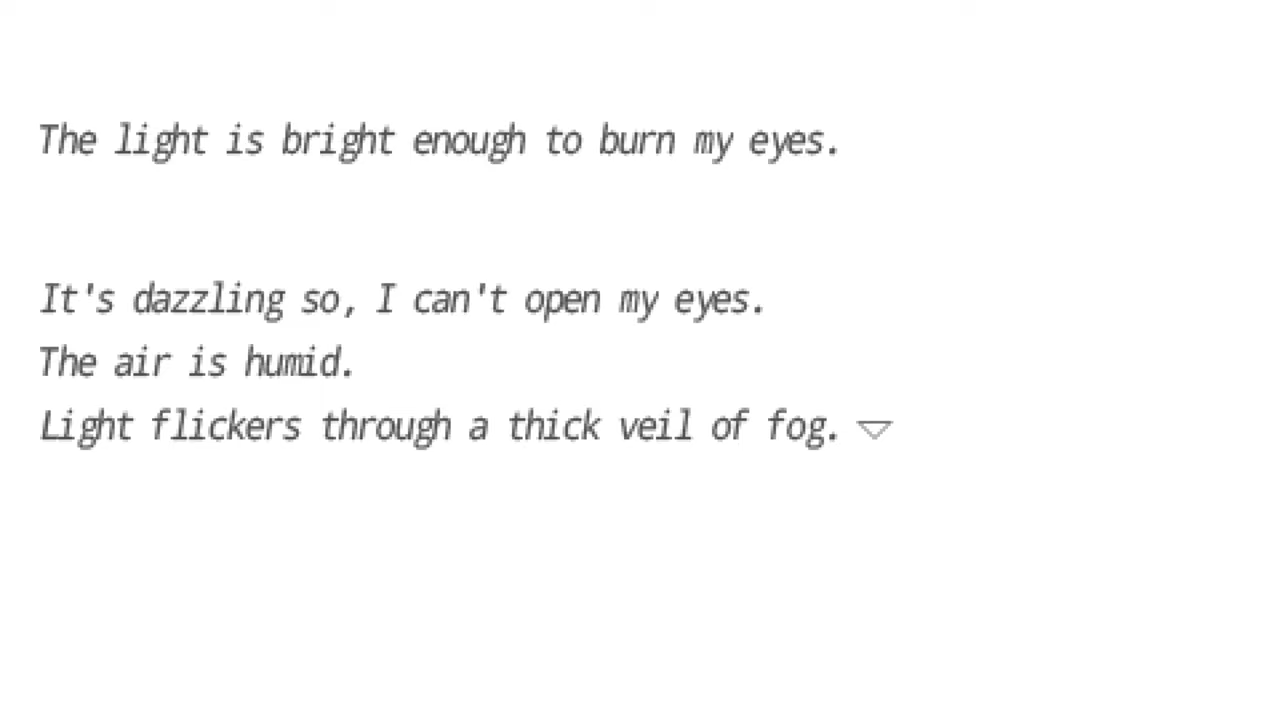 The light is bright enough to burn my eyes.
It's dazzling so, I can't open my eyes.
The air is humid.
Light flickers through a thick veil of fog.